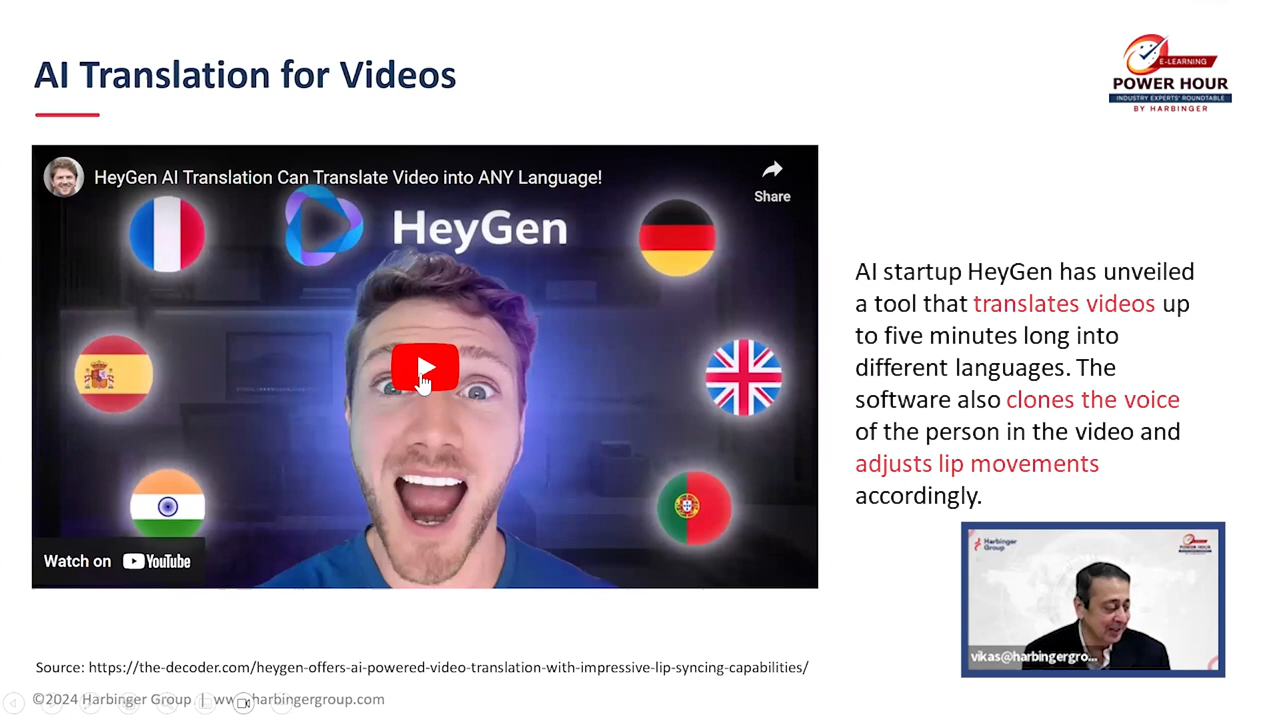 AI Translation for Videos
E-LEARNING
POWER HOUR
INDUSTRY EXPERTS' ROUNDTABLE
BY HARBINGER
HeyGen AI Translation Can Translate Video into ANY Language!
Share
HeyGen
Watch on YouTube
AI startup HeyGen has unveiled
a tool that translates videos up
to five minutes long into
different languages. The
software also clones the voice
of the person in the video and
adjusts lip movements
accordingly.
Harbinger
Group
POWER HOUR
vikas@harbingergro...
Source: https://the-decoder.com/heygen-offers-ai-powered-video-translation-with-impressive-lip-syncing-capabilities/
©2024 Harbinger Group | www.harbingergroup.com